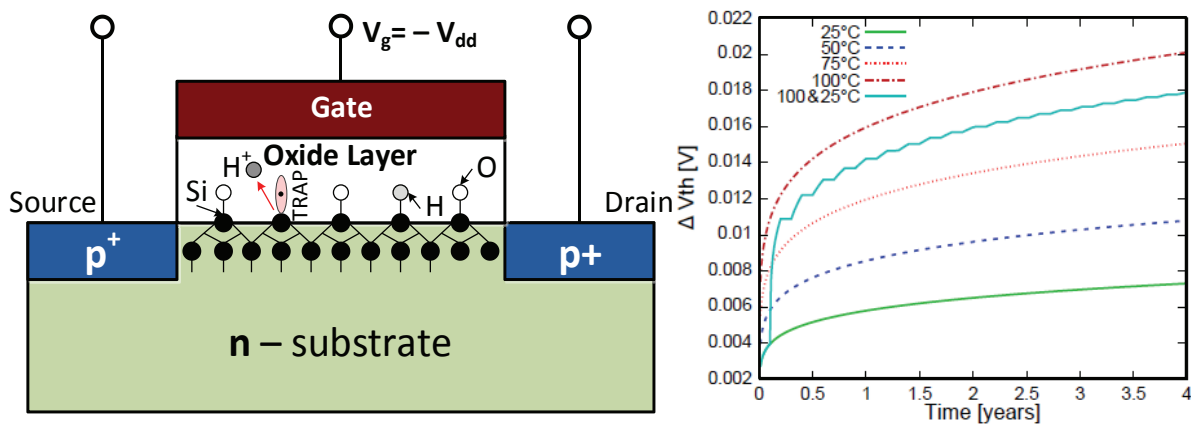 V_g= – V_dd
Gate
Oxide Layer
H⁺
TRAP
O
Si
H
Source
Drain
p⁺
p+
n – substrate
25°C
50°C
75°C
100°C
100&25°C
0.022
0.02
0.018
0.016
0.014
0.012
0.01
0.008
0.006
0.004
0.002
Δ Vth [V]
0 0.5 1 1.5 2 2.5 3 3.5 4
Time [years]